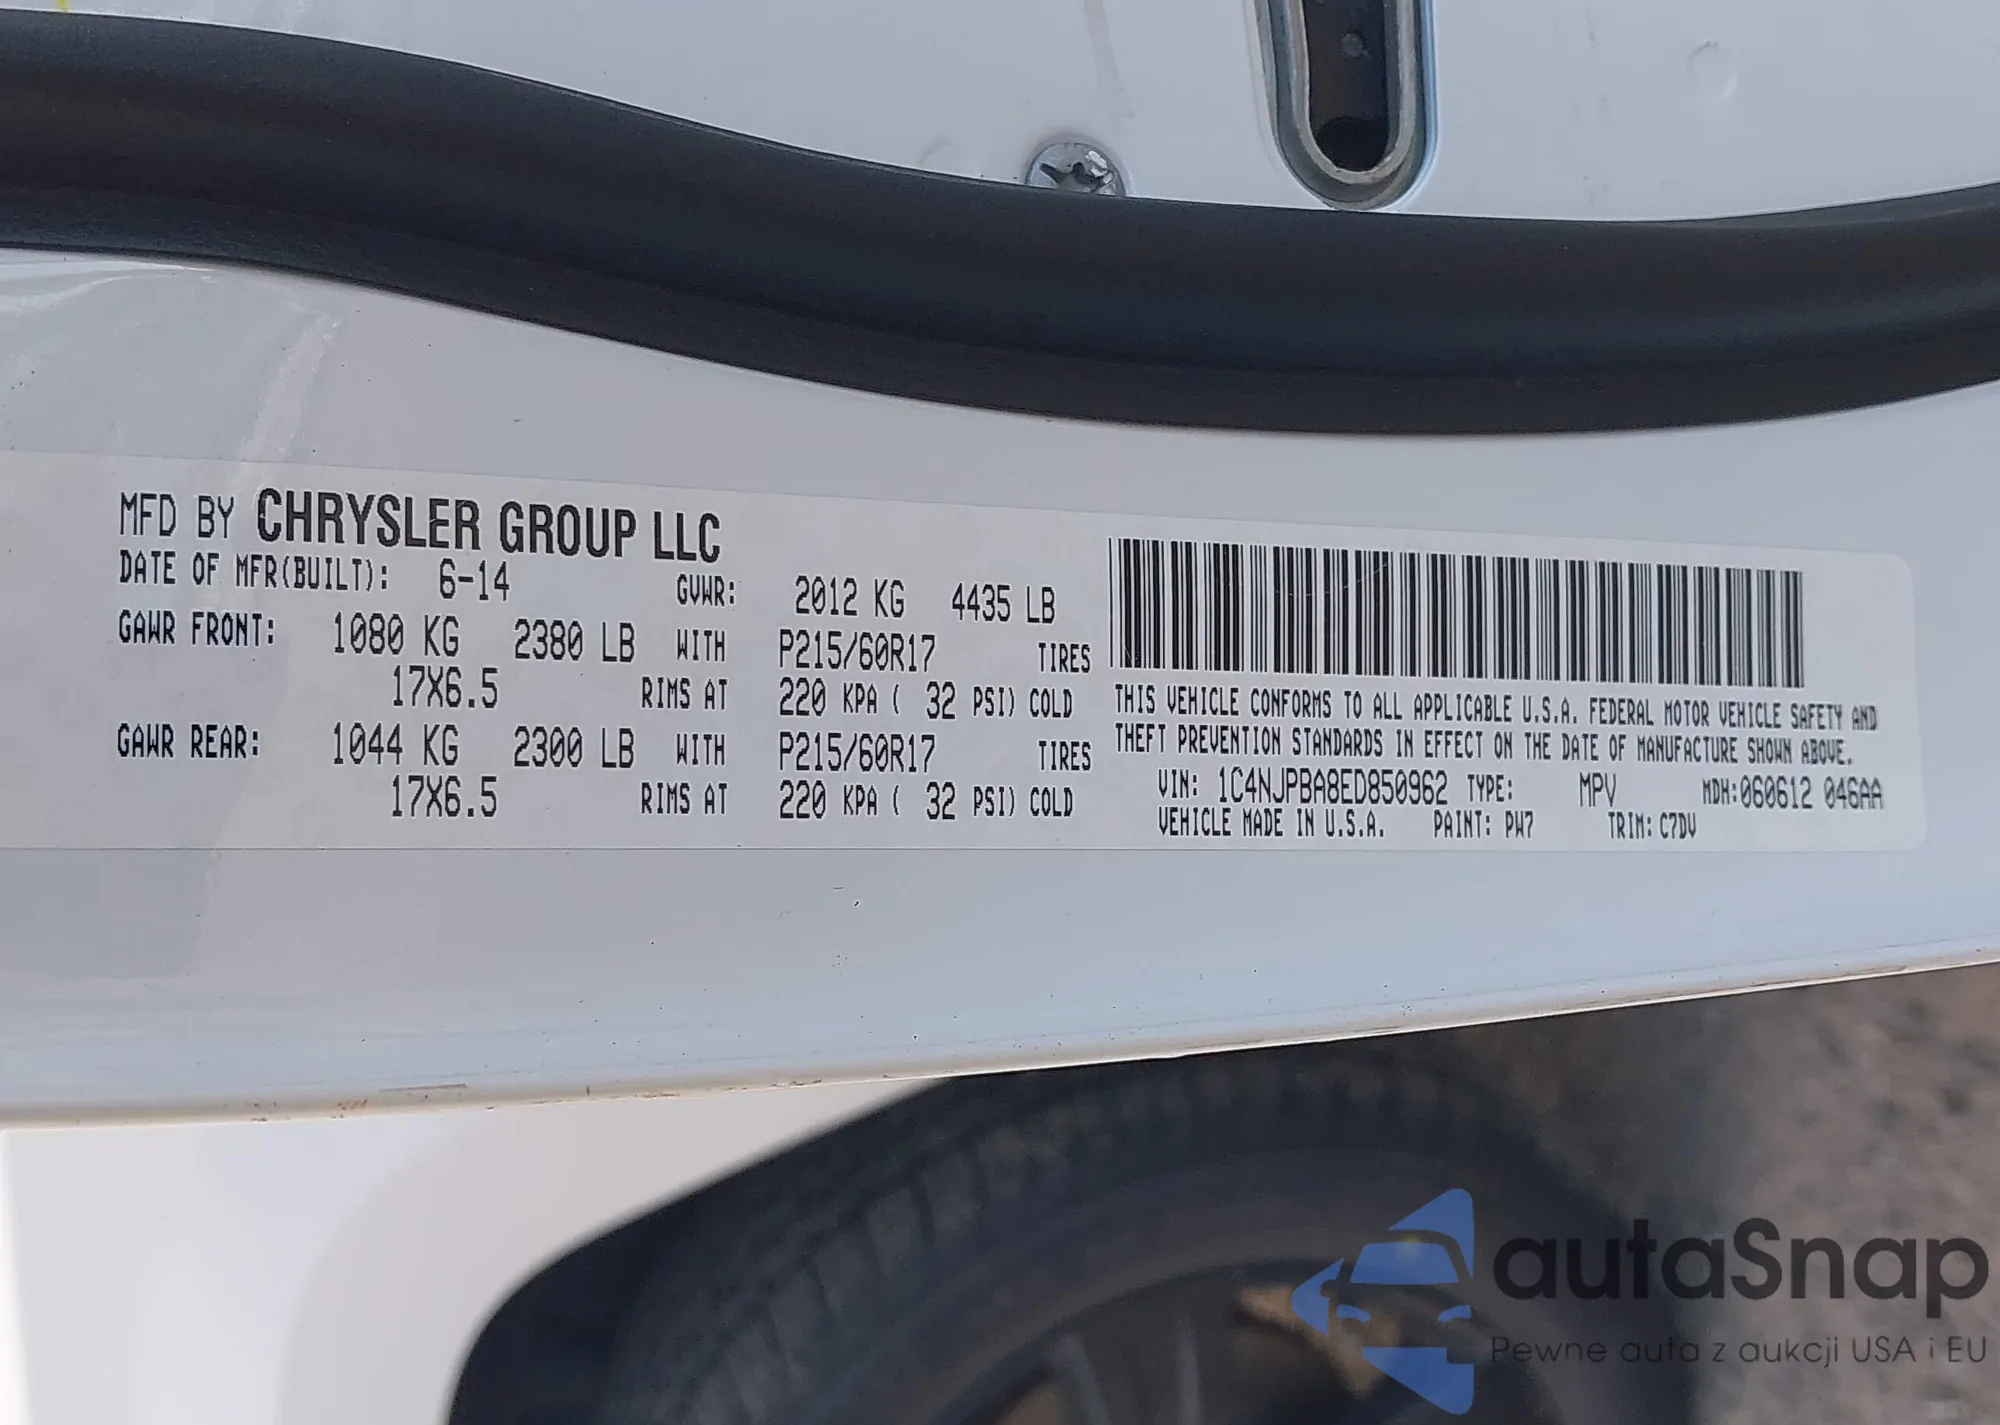 MFD BY CHRYSLER GROUP LLC
DATE OF MFR(BUILT): 6-14 GVWR: 2012 KG 4435 LB
GAWR FRONT: 1080 KG 2380 LB WITH P215/60R17 TIRES
17X6.5 RIMS AT 220 KPA ( 32 PSI) COLD
GAWR REAR: 1044 KG 2300 LB WITH P215/60R17 TIRES
17X6.5 RIMS AT 220 KPA ( 32 PSI) COLD
THIS VEHICLE CONFORMS TO ALL APPLICABLE U.S.A. FEDERAL MOTOR VEHICLE SAFETY AND
THEFT PREVENTION STANDARDS IN EFFECT ON THE DATE OF MANUFACTURE SHOWN ABOVE.
VIN: 1C4NJPBA8ED850962 TYPE: MPV MDH:060612 046AA
VEHICLE MADE IN U.S.A. PAINT: PW7 TRIM: C7DV
autaSnap
Pewne auta z aukcji USA i EU